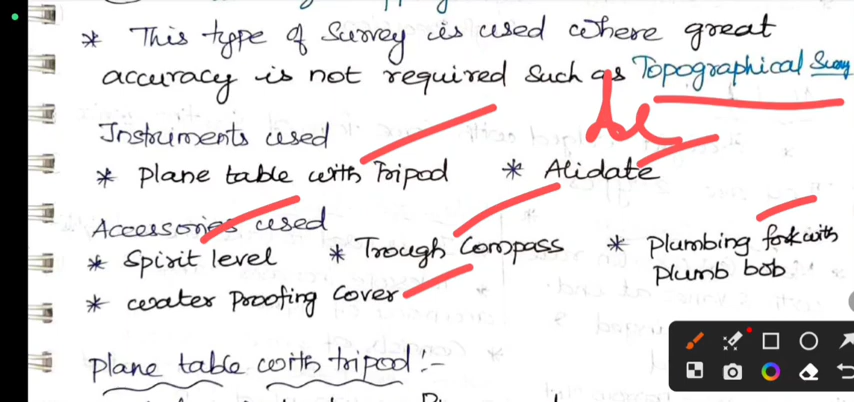 * This type of survey is used where great
accuracy is not required such as Topographical Survey
Instruments used
* Plane table with Tripod * Alidate
de
Accessories used
* Spirit level * Trough Compass * Plumbing fork with
plumb bob
* water proofing cover
plane table with tripod :-